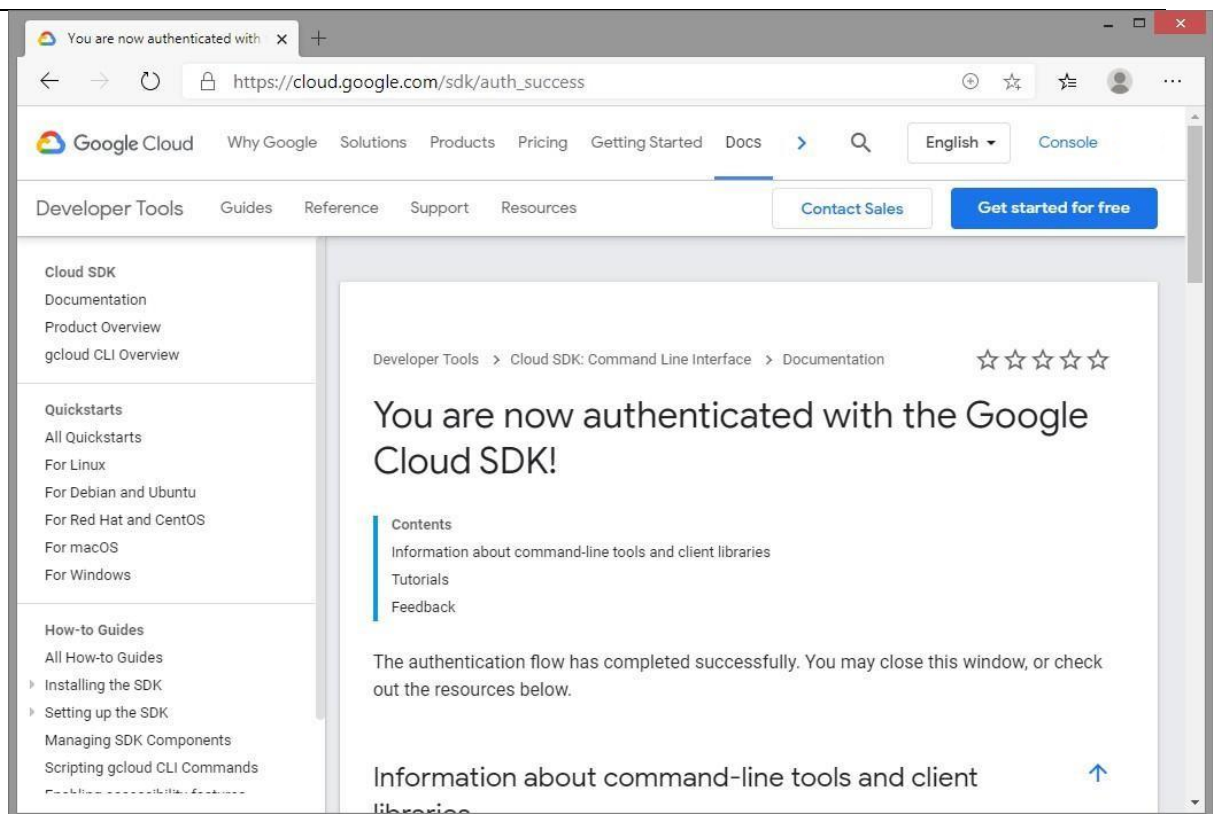 You are now authenticated with
https://cloud.google.com/sdk/auth_success
Google Cloud Why Google Solutions Products Pricing Getting Started Docs English Console
Developer Tools Guides Reference Support Resources Contact Sales Get started for free
Cloud SDK
Documentation
Product Overview
gcloud CLI Overview
Quickstarts
All Quickstarts
For Linux
For Debian and Ubuntu
For Red Hat and CentOS
For macOS
For Windows
How-to Guides
All How-to Guides
Installing the SDK
Setting up the SDK
Managing SDK Components
Scripting gcloud CLI Commands
Developer Tools > Cloud SDK: Command Line Interface > Documentation
You are now authenticated with the Google
Cloud SDK!
Contents
Information about command-line tools and client libraries
Tutorials
Feedback
The authentication flow has completed successfully. You may close this window, or check
out the resources below.
Information about command-line tools and client
libraries